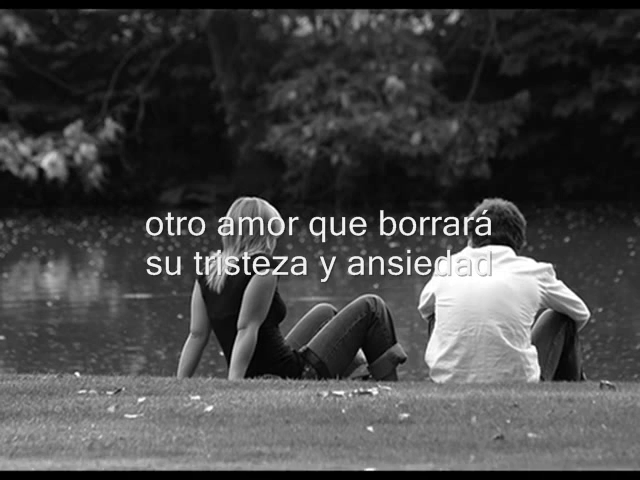 otro amor que borrará
su tristeza y ansiedad